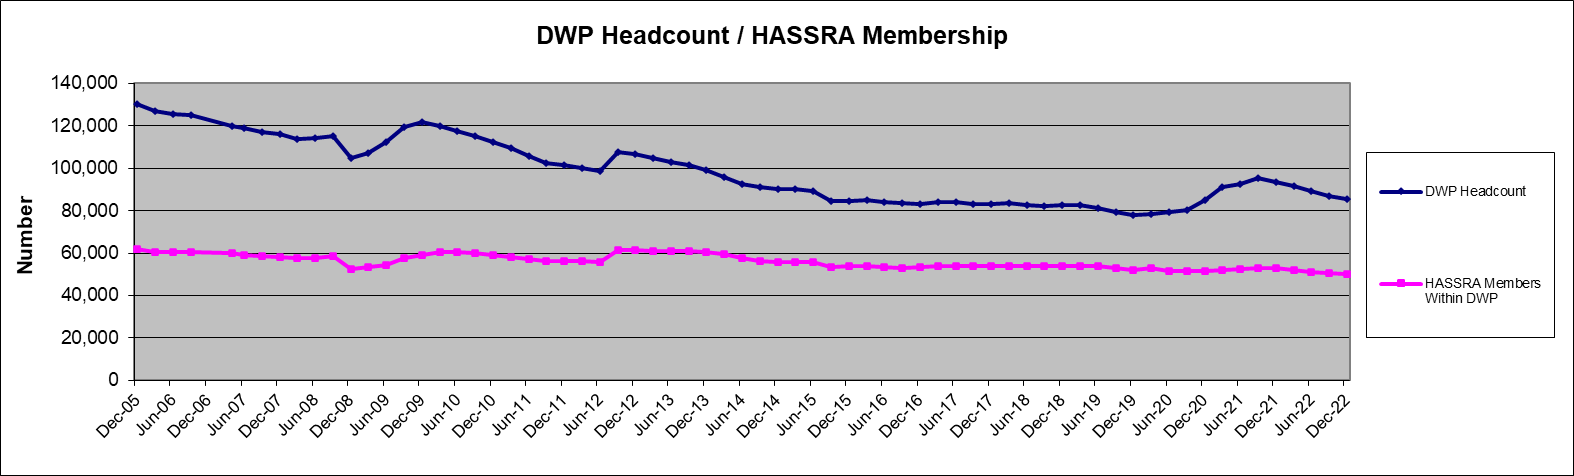 DWP Headcount / HASSRA Membership
Number
140,000
120,000
100,000
80,000
60,000
40,000
20,000
0
Dec-05
Jun-06
Dec-06
Jun-07
Dec-07
Jun-08
Dec-08
Jun-09
Dec-09
Jun-10
Dec-10
Jun-11
Dec-11
Jun-12
Dec-12
Jun-13
Dec-13
Jun-14
Dec-14
Jun-15
Dec-15
Jun-16
Dec-16
Jun-17
Dec-17
Jun-18
Dec-18
Jun-19
Dec-19
Jun-20
Dec-20
Jun-21
Dec-21
Jun-22
Dec-22
DWP Headcount
HASSRA Members
Within DWP